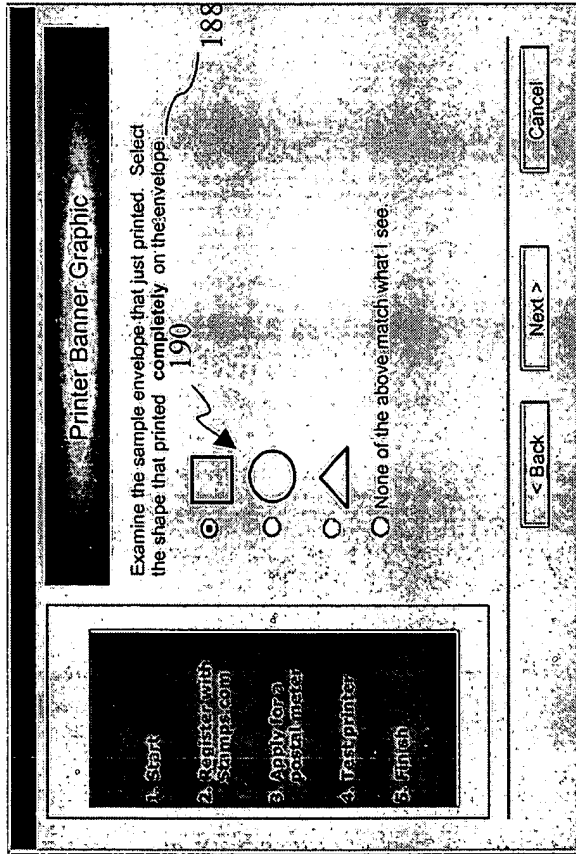 Printer Banner Graphic
1. Start
2. Register with
Stamps.com
3. Apply for a
postal meter
4. Test printer
5. Finish
Examine the sample envelope that just printed. Select
the shape that printed completely on the envelope.
188
190
None of the above match what I see.
< Back
Next >
Cancel